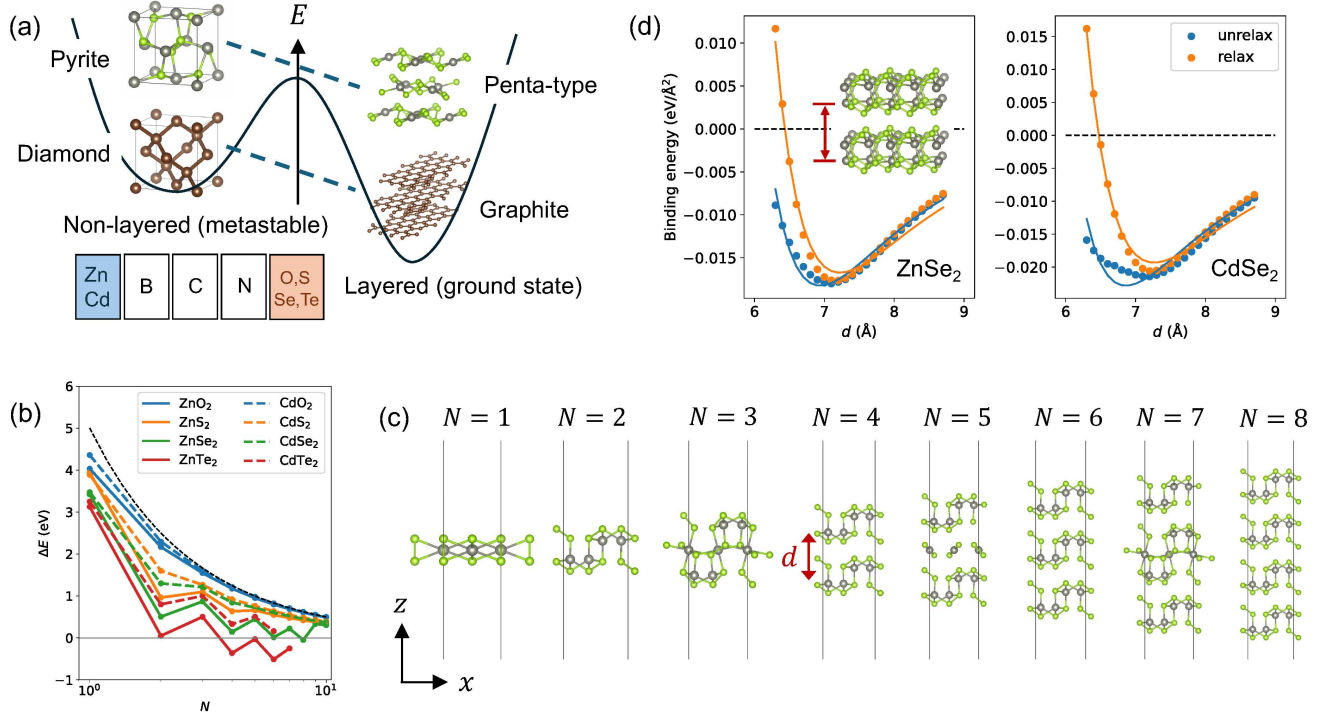 (a)
E
Pyrite
Penta-type
Diamond
Graphite
Non-layered (metastable)
Layered (ground state)
Zn
Cd
B
C
N
O,S
Se,Te
(b)
6
5
4
3
2
1
0
−1
ΔE (eV)
10⁰
10¹
N
ZnO₂
ZnS₂
ZnSe₂
ZnTe₂
CdO₂
CdS₂
CdSe₂
CdTe₂
(c)
N = 1
N = 2
N = 3
N = 4
N = 5
N = 6
N = 7
N = 8
d
z
x
(d)
Binding energy (eV/Å²)
0.010
0.005
0.000
−0.005
−0.010
−0.015
−0.020
6
7
8
9
d (Å)
ZnSe₂
0.015
0.010
0.005
0.000
−0.005
−0.010
−0.015
−0.020
6
7
8
9
d (Å)
CdSe₂
unrelax
relax